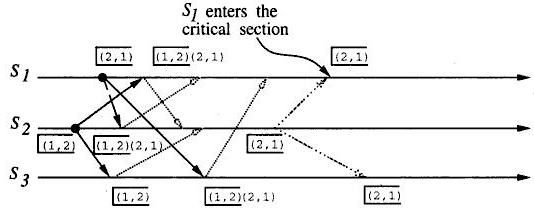 S1 enters the
critical section
(2,1) (1,2)(2,1) (2,1)
S1
S2
(1,2) (1,2)(2,1) (2,1)
S3
(1,2) (1,2)(2,1) (2,1)